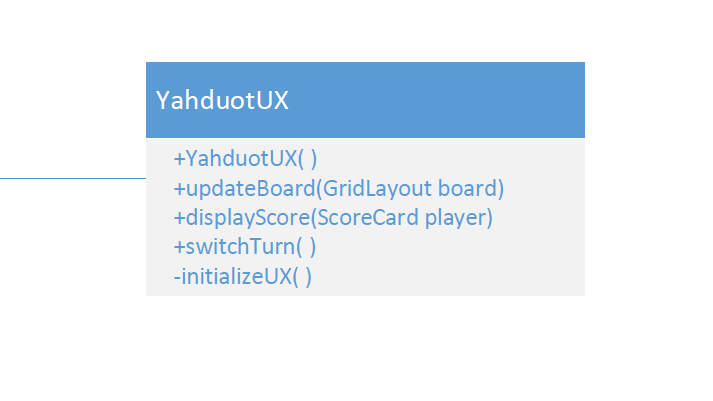 YahduotUX
+YahduotUX( )
+updateBoard(GridLayout board)
+displayScore(ScoreCard player)
+switchTurn( )
-initializeUX( )